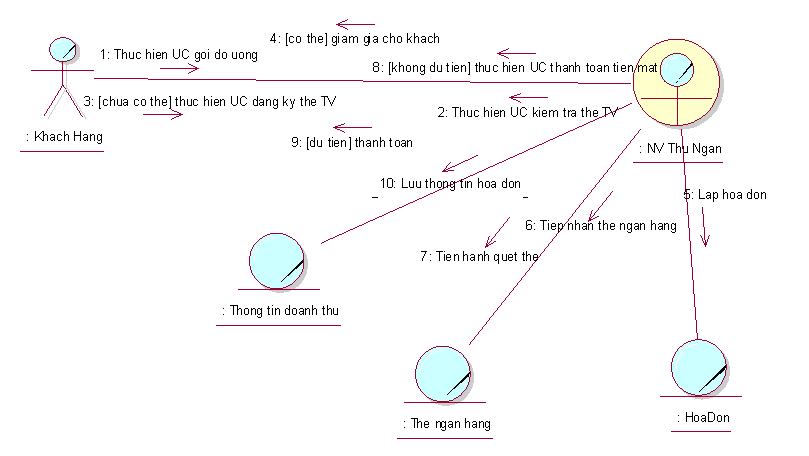 4: [co the] giam gia cho khach
1: Thuc hien UC goi do uong
8: [khong du tien] thuc hien UC thanh toan tien mat
3: [chua co the] thuc hien UC dang ky the TV
2: Thuc hien UC kiem tra the TV
: Khach Hang
9: [du tien] thanh toan
: NV Thu Ngan
10: Luu thong tin hoa don
5: Lap hoa don
6: Tiep nhan the ngan hang
7: Tien hanh quet the
: Thong tin doanh thu
: The ngan hang
: HoaDon